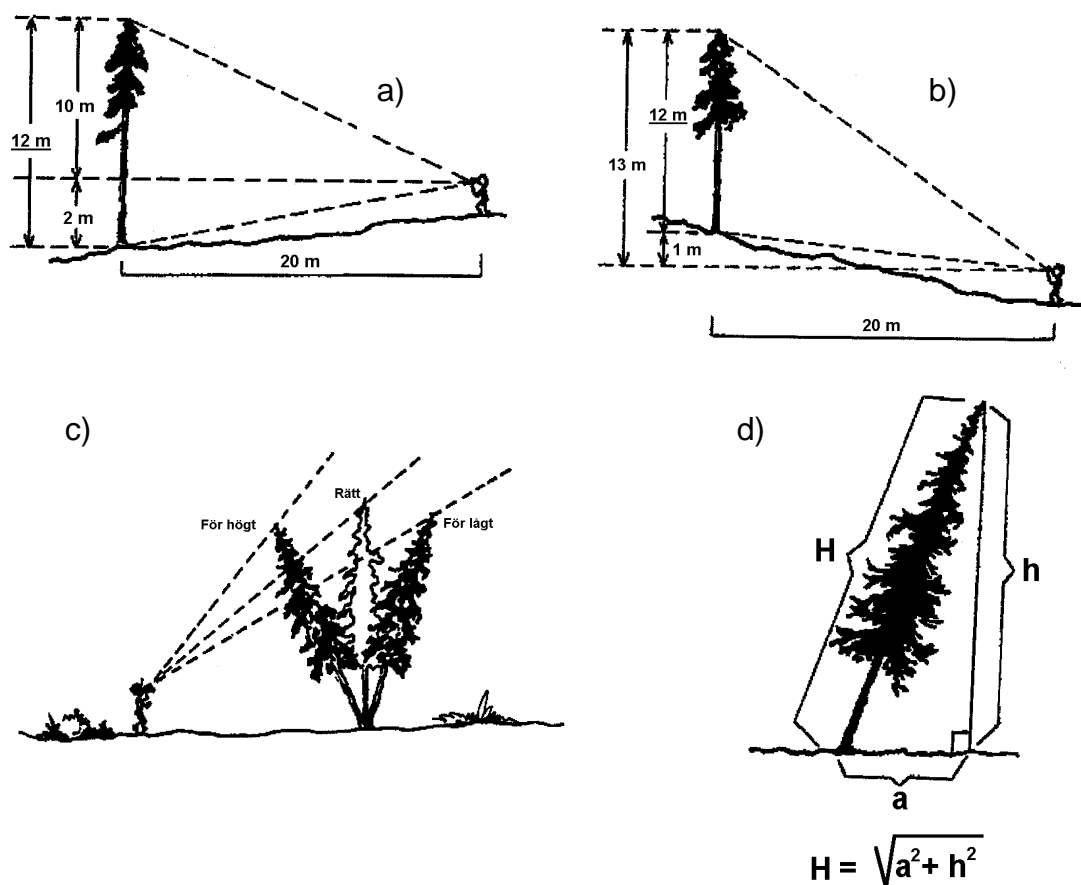 a)
10 m
12 m
2 m
20 m
b)
12 m
13 m
1 m
20 m
c)
För högt
Rätt
För lågt
d)
H
h
a
H = √a² + h²